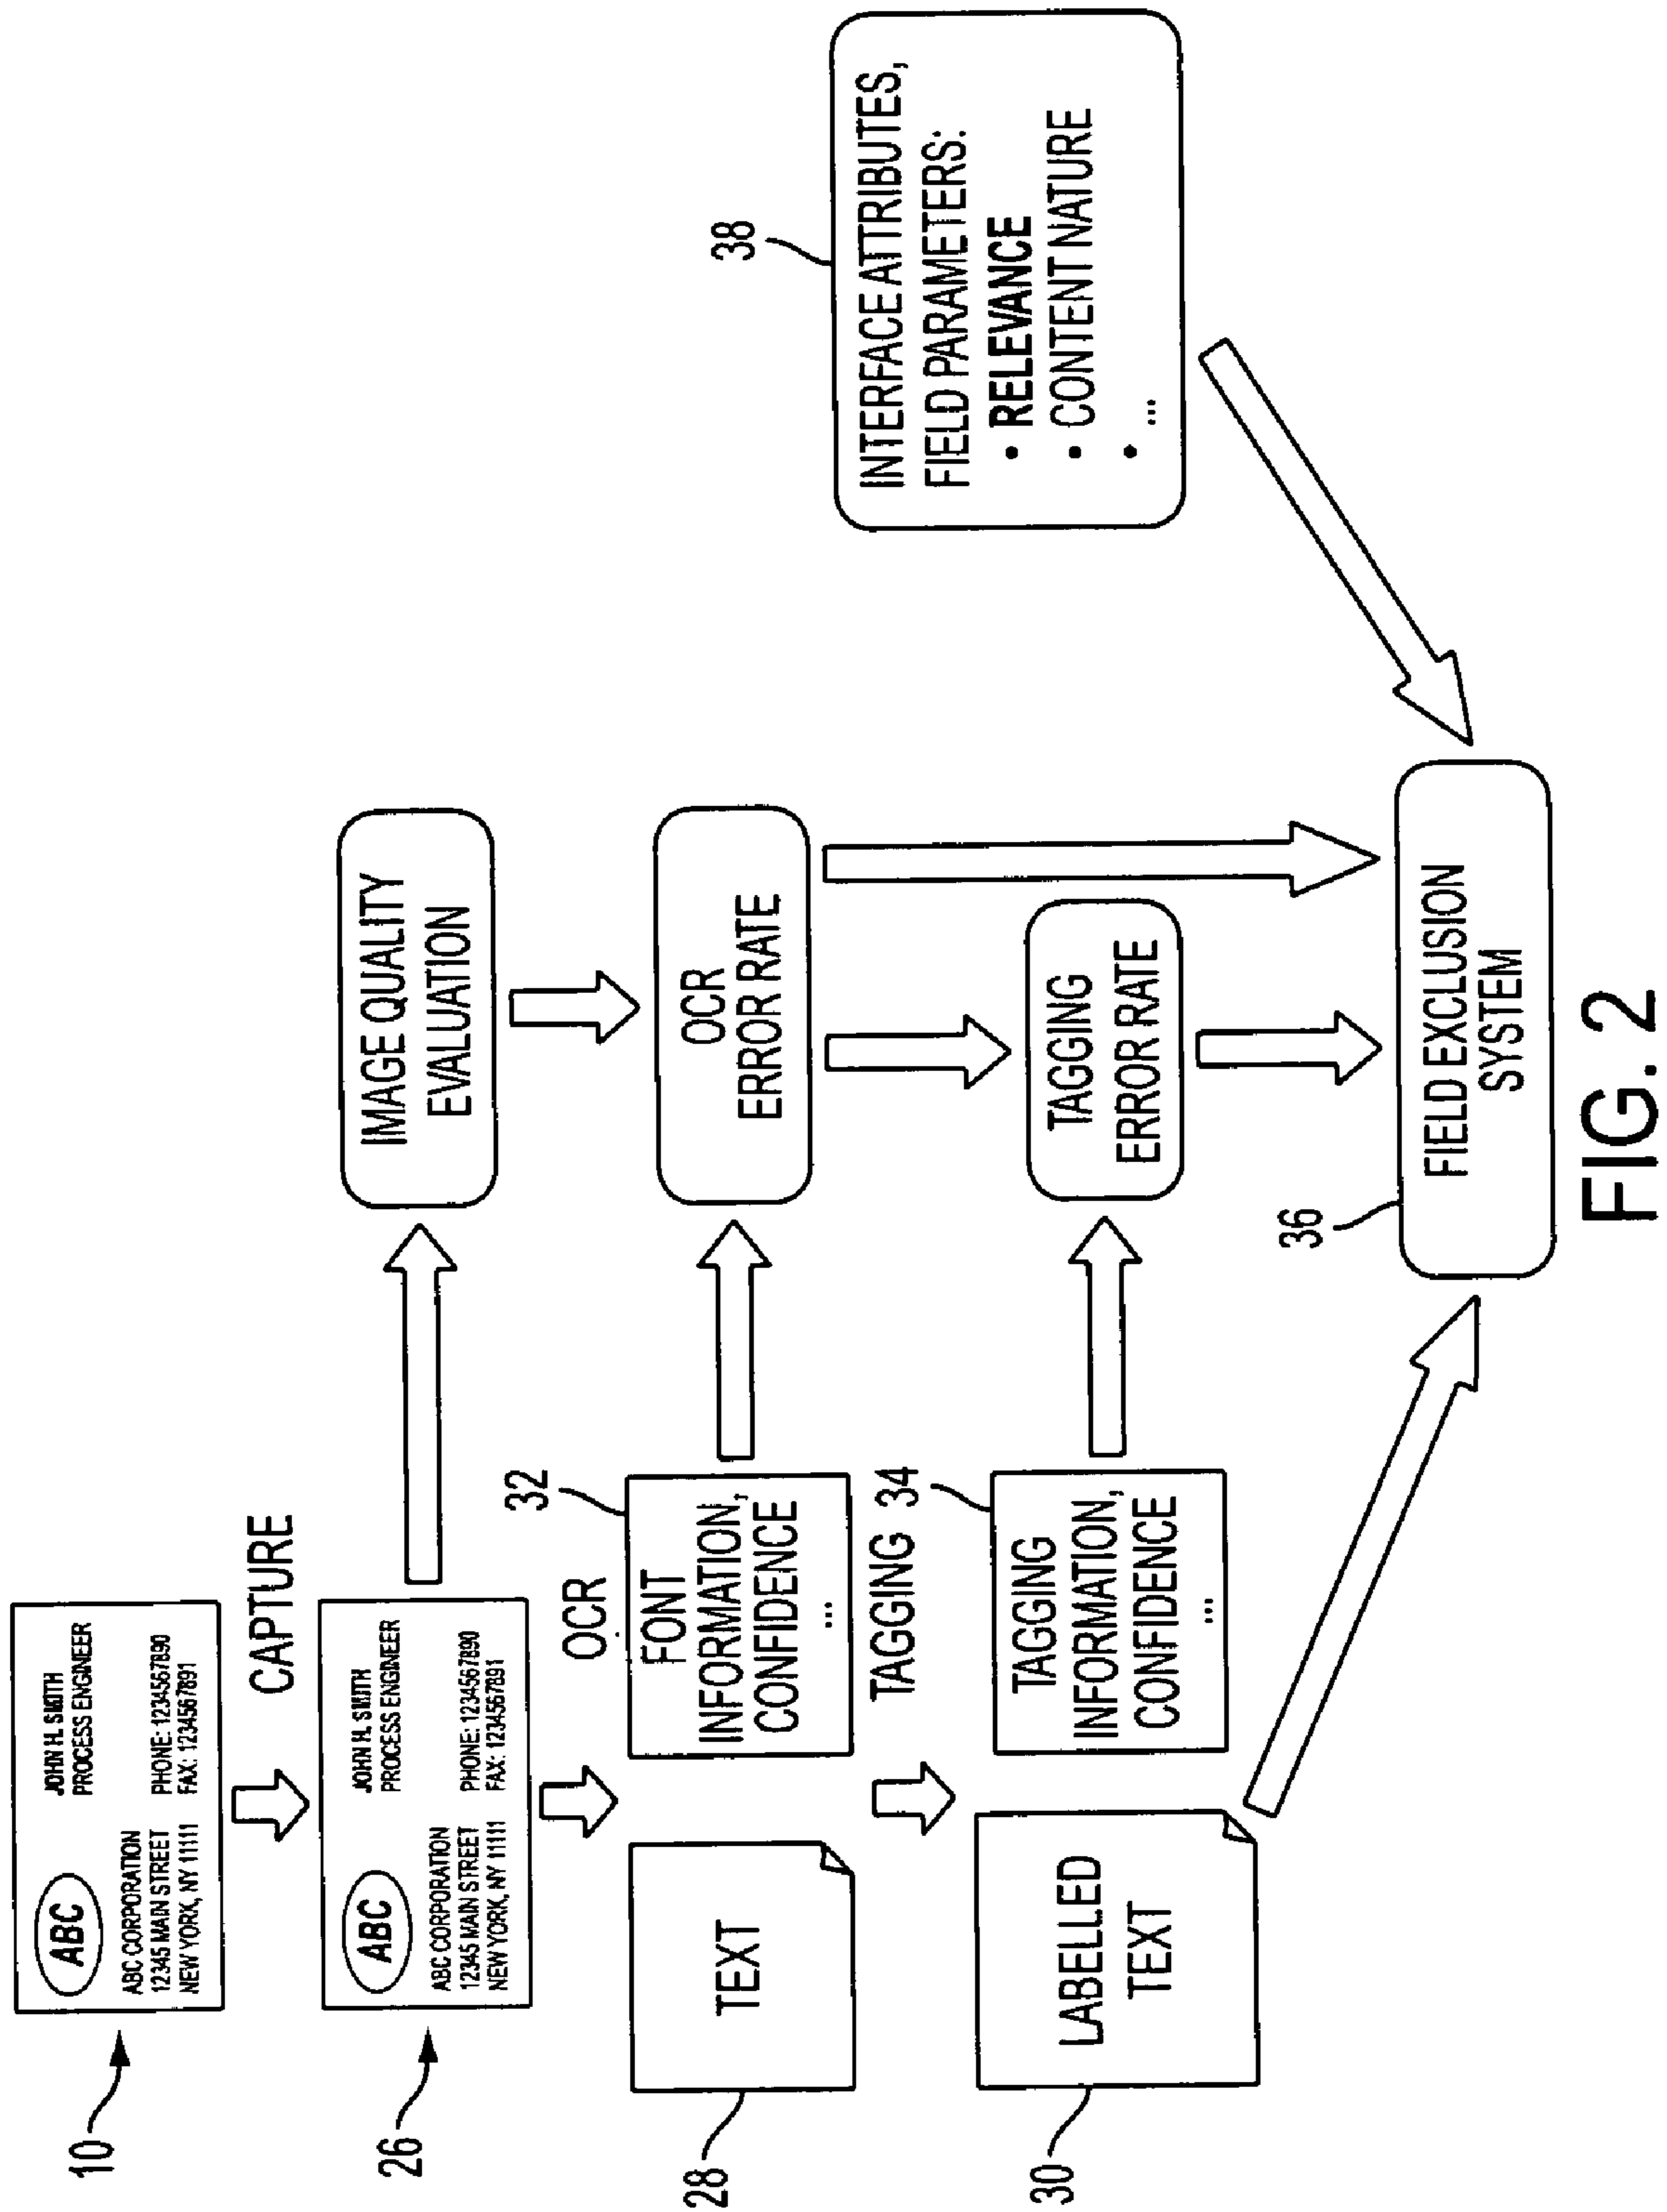 10
ABC
JOHN H. SMITH
PROCESS ENGINEER
ABC CORPORATION
12345 MAIN STREET
NEW YORK, NY 11111
PHONE: 1234567890
FAX: 1234567891
CAPTURE
26
ABC
JOHN H. SMITH
PROCESS ENGINEER
ABC CORPORATION
12345 MAIN STREET
NEW YORK, NY 11111
PHONE: 1234567890
FAX: 1234567891
IMAGE QUALITY
EVALUATION
OCR
28
TEXT
32
FONT
INFORMATION,
CONFIDENCE
...
OCR
ERROR RATE
TAGGING
30
LABELLED
TEXT
34
TAGGING
INFORMATION,
CONFIDENCE
...
TAGGING
ERROR RATE
38
INTERFACE ATTRIBUTES,
FIELD PARAMETERS:
• RELEVANCE
• CONTENT NATURE
• ...
36
FIELD EXCLUSION
SYSTEM
FIG. 2